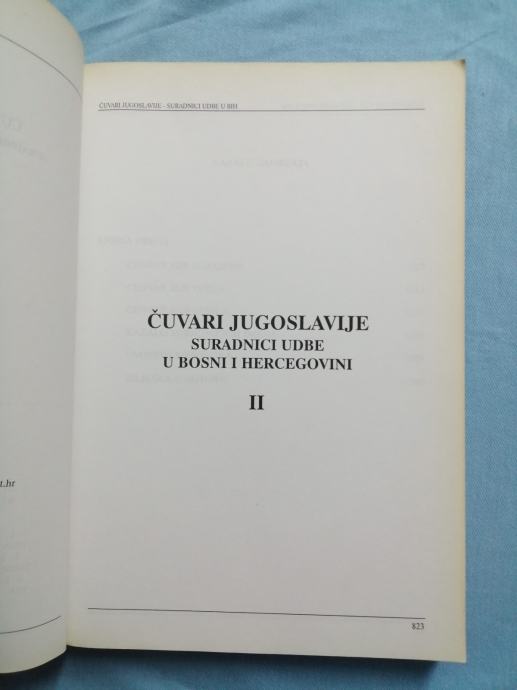 ČUVARI JUGOSLAVIJE - SURADNICI UDBE U BIH
ČUVARI JUGOSLAVIJE
SURADNICI UDBE
U BOSNI I HERCEGOVINI
II
t.hr
823